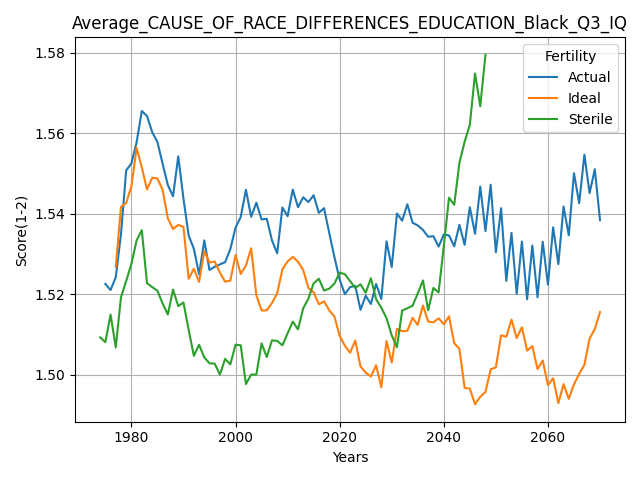 Average_CAUSE_OF_RACE_DIFFERENCES_EDUCATION_Black_Q3_IQ
Fertility
Actual
Ideal
Sterile
Score(1-2)
1.58
1.56
1.54
1.52
1.50
1980
2000
2020
2040
2060
Years